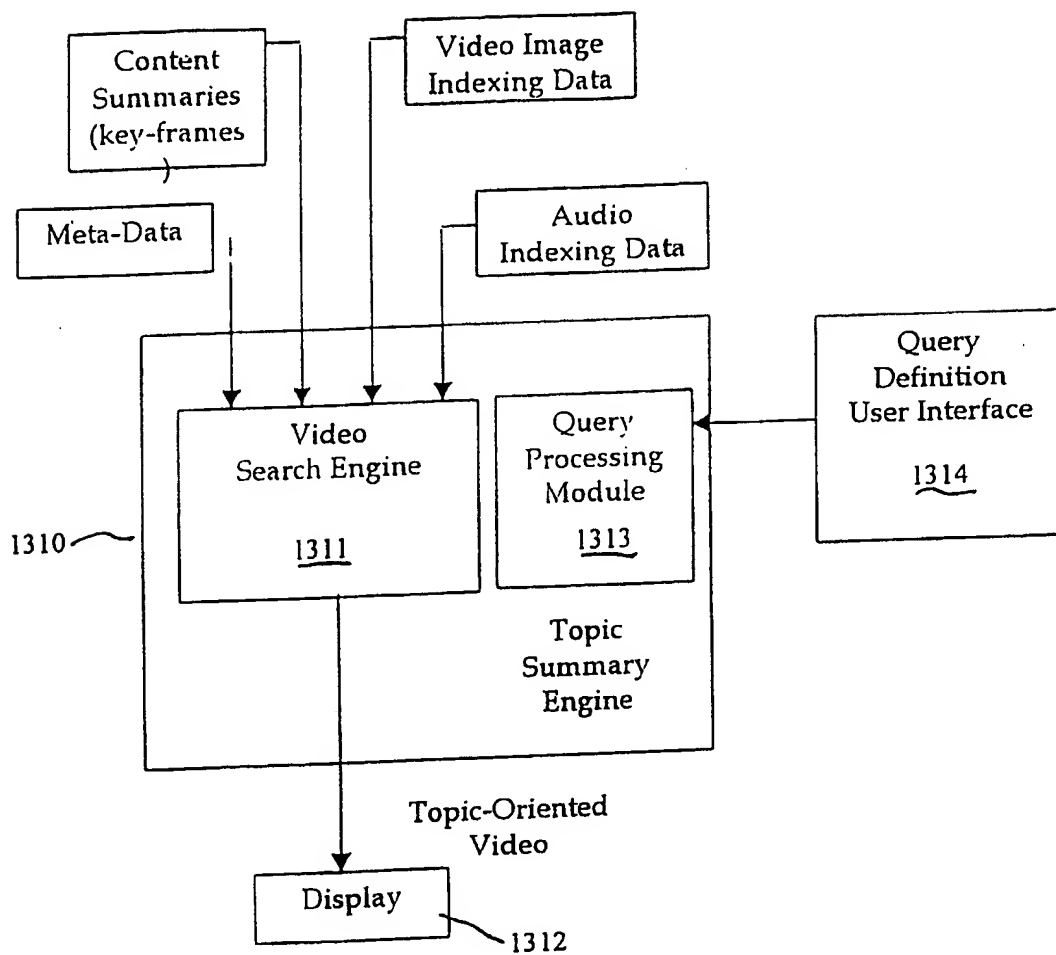 Content
Summaries
(key-frames
)
Video Image
Indexing Data
Meta-Data
Audio
Indexing Data
Query
Definition
User Interface
1314
Video
Search Engine
1311
Query
Processing
Module
1313
1310
Topic
Summary
Engine
Topic-Oriented
Video
Display
1312